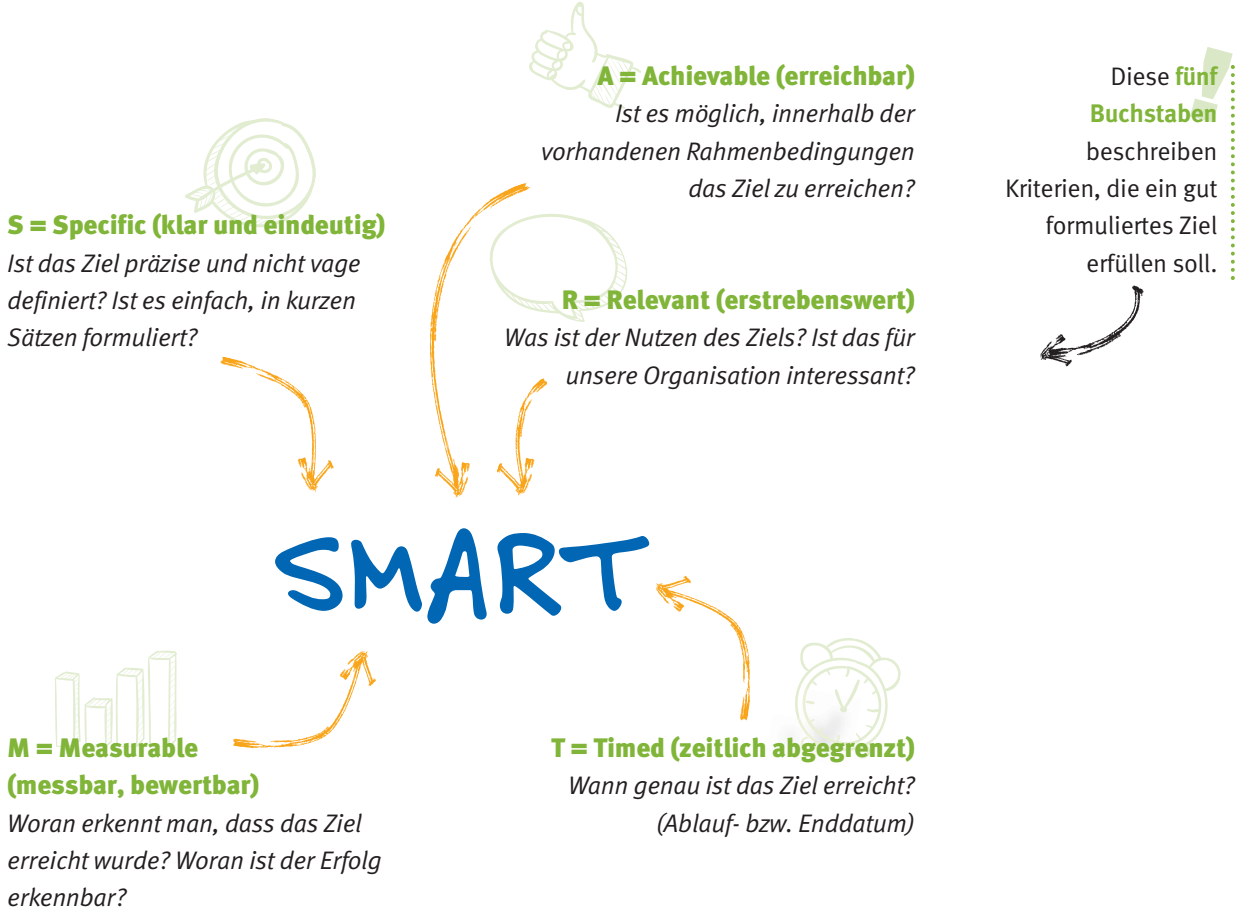 S = Specific (klar und eindeutig)
Ist das Ziel präzise und nicht vage
definiert? Ist es einfach, in kurzen
Sätzen formuliert?
A = Achievable (erreichbar)
Ist es möglich, innerhalb der
vorhandenen Rahmenbedingungen
das Ziel zu erreichen?
R = Relevant (erstrebenswert)
Was ist der Nutzen des Ziels? Ist das für
unsere Organisation interessant?
!
Diese fünf
Buchstaben
beschreiben
Kriterien, die ein gut
formuliertes Ziel
erfüllen soll.
SMART
M = Measurable
(messbar, bewertbar)
Woran erkennt man, dass das Ziel
erreicht wurde? Woran ist der Erfolg
erkennbar?
T = Timed (zeitlich abgegrenzt)
Wann genau ist das Ziel erreicht?
(Ablauf- bzw. Enddatum)